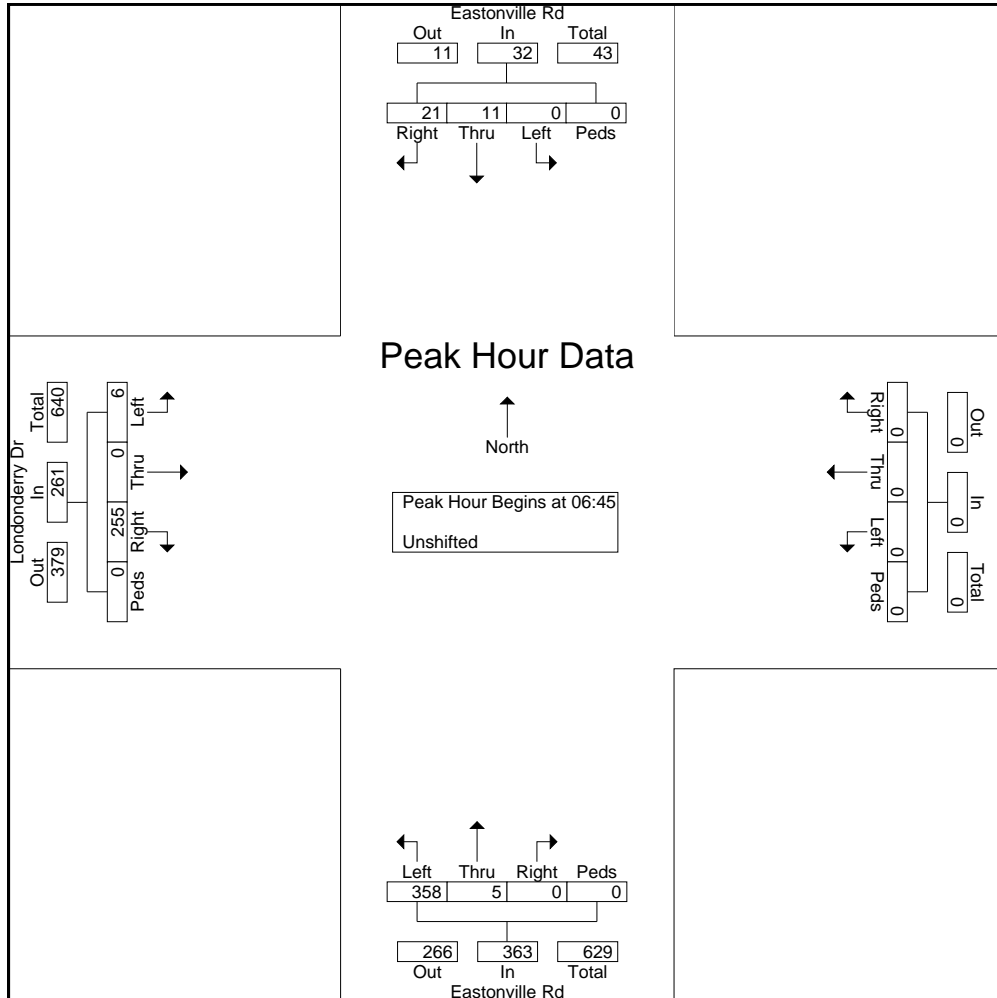 Eastonville Rd
Out In Total
11 32 43
21 11 0 0
Right Thru Left Peds
Peak Hour Data
North
Peak Hour Begins at 06:45
Unshifted
Londonderry Dr
Out In Total
379 261 640
6 0 255 0
Left Thru Right Peds
Out In Total
0 0 0
0 0 0 0
Right Thru Left Peds
Left Thru Right Peds
358 5 0 0
266 363 629
Out In Total
Eastonville Rd